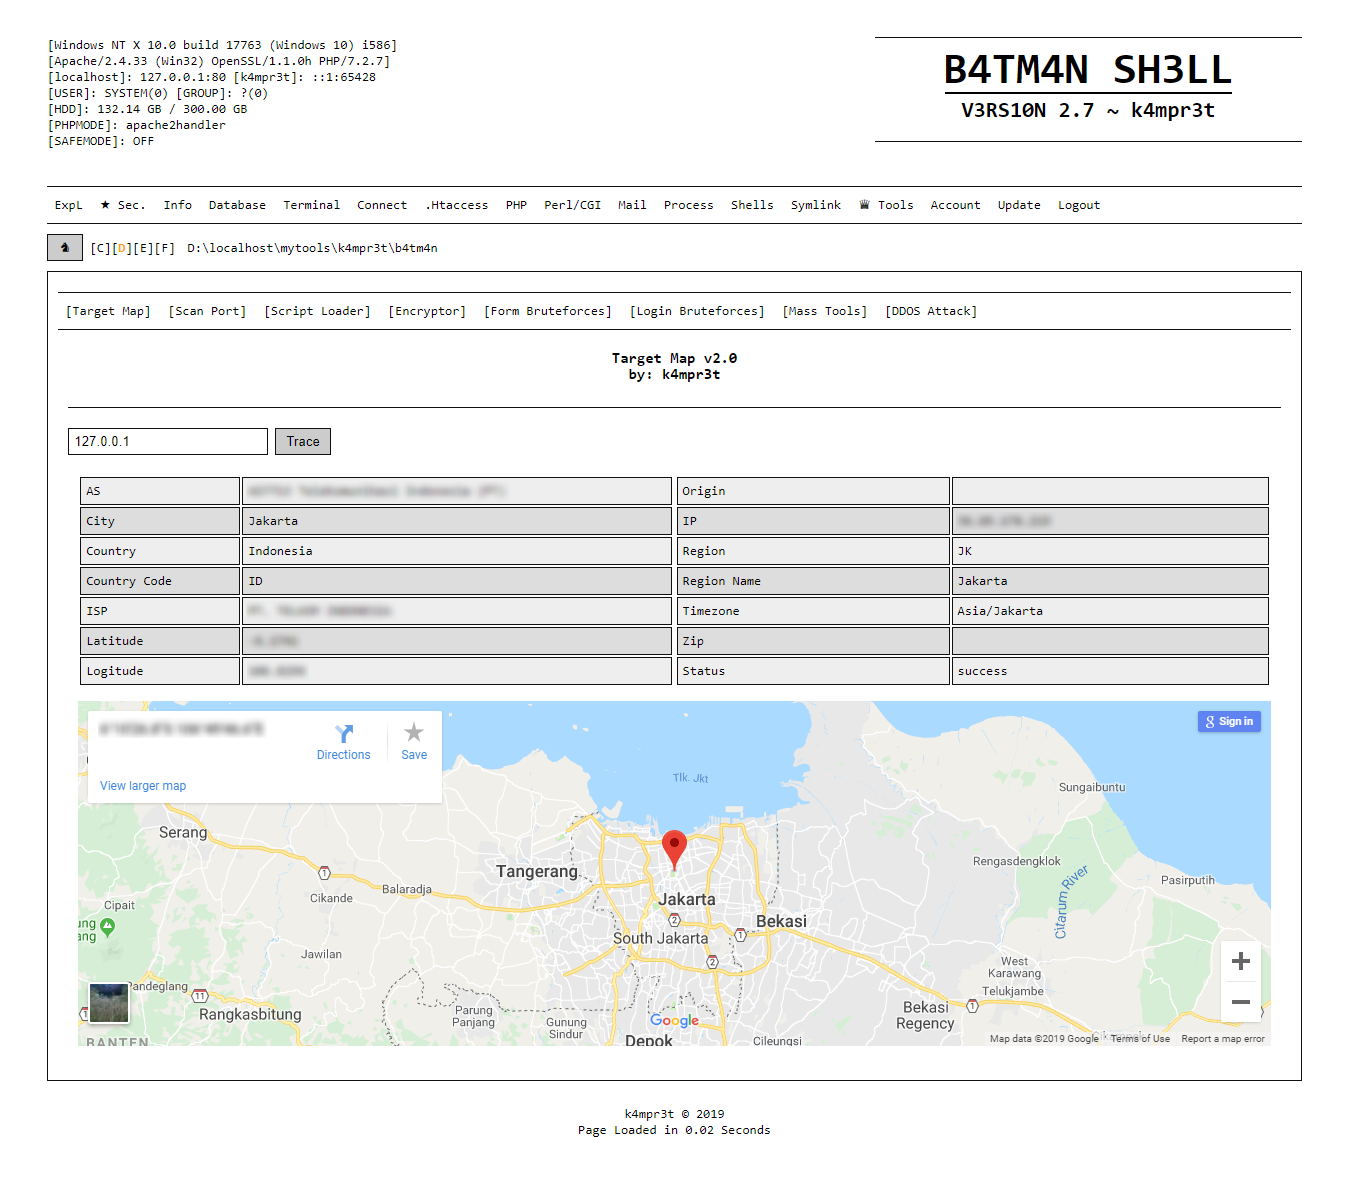 [Windows NT X 10.0 build 17763 (Windows 10) i586]
[Apache/2.4.33 (Win32) OpenSSL/1.1.0h PHP/7.2.7]
[localhost]: 127.0.0.1:80 [k4mpr3t]: ::1:65428
[USER]: SYSTEM(0) [GROUP]: ?(0)
[HDD]: 132.14 GB / 300.00 GB
[PHPMODE]: apache2handler
[SAFEMODE]: OFF
B4TM4N SH3LL
V3RS10N 2.7 ~ k4mpr3t
ExpL ★ Sec. Info Database Terminal Connect .Htaccess PHP Perl/CGI Mail Process Shells Symlink ♛ Tools Account Update Logout
♞ [C][D][E][F] D:\localhost\mytools\k4mpr3t\b4tm4n
[Target Map] [Scan Port] [Script Loader] [Encryptor] [Form Bruteforces] [Login Bruteforces] [Mass Tools] [DDOS Attack]
Target Map v2.0
by: k4mpr3t
127.0.0.1 Trace
AS Origin
City Jakarta IP
Country Indonesia Region JK
Country Code ID Region Name Jakarta
ISP Timezone Asia/Jakarta
Latitude Zip
Logitude Status success
Directions Save
View larger map
Sign in
Tlk. Jkt
Sungaibuntu
Serang
Rengasdengklok
Tangerang
Pasirputih
Balaradja
Cikande
Jakarta
Cipait
Citarum River
2
Bekasi
1
South Jakarta
Jawilan
2
West
Karawang
Pandeglang
Telukjambe
11
Rangkasbitung
Parung
Panjang
Bekasi
Regency
1
Gunung
Sindur
Google
Depok
Cileungsi
BANTEN
Map data ©2019 Google Terms of Use Report a map error
k4mpr3t © 2019
Page Loaded in 0.02 Seconds